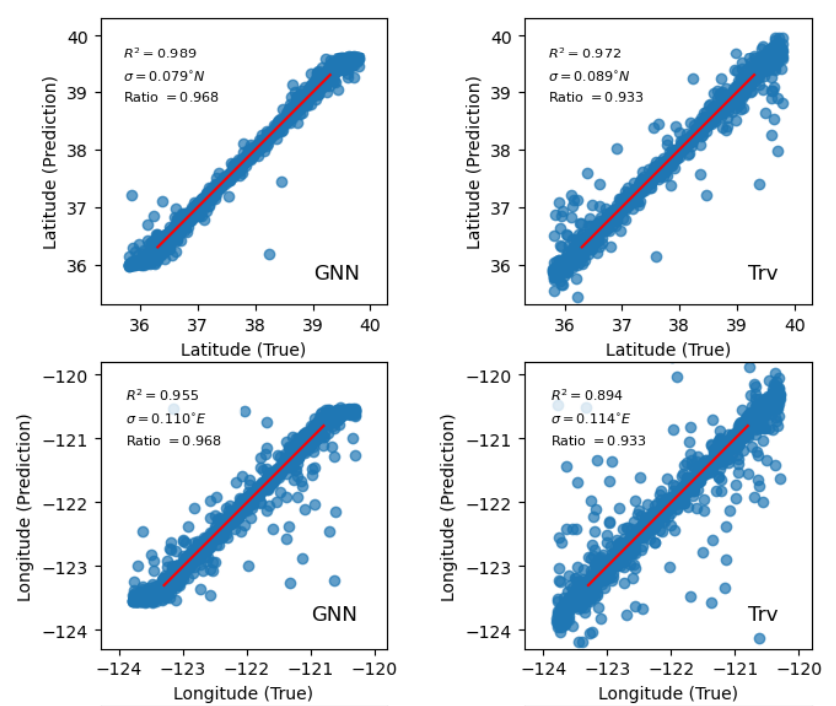 40
39
38
37
36
Latitude (Prediction)
R² = 0.989
σ = 0.079°N
Ratio = 0.968
GNN
36 37 38 39 40
Latitude (True)
40
39
38
37
36
Latitude (Prediction)
R² = 0.972
σ = 0.089°N
Ratio = 0.933
Trv
36 37 38 39 40
Latitude (True)
−120
−121
−122
−123
−124
Longitude (Prediction)
R² = 0.955
σ = 0.110°E
Ratio = 0.968
GNN
−124 −123 −122 −121 −120
Longitude (True)
−120
−121
−122
−123
−124
Longitude (Prediction)
R² = 0.894
σ = 0.114°E
Ratio = 0.933
Trv
−124 −123 −122 −121 −120
Longitude (True)